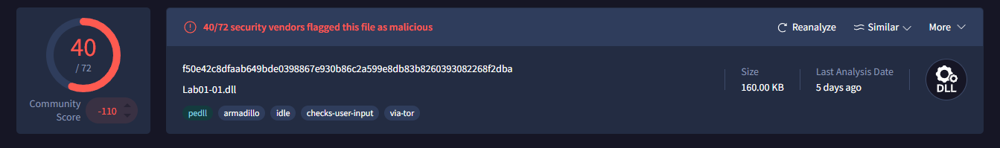 40
/ 72
Community
Score
-110
40/72 security vendors flagged this file as malicious
Reanalyze
Similar
More
f50e42c8dfaab649bde0398867e930b86c2a599e8db83b8260393082268f2dba
Lab01-01.dll
pedll
armadillo
idle
checks-user-input
via-tor
Size
160.00 KB
Last Analysis Date
5 days ago
DLL